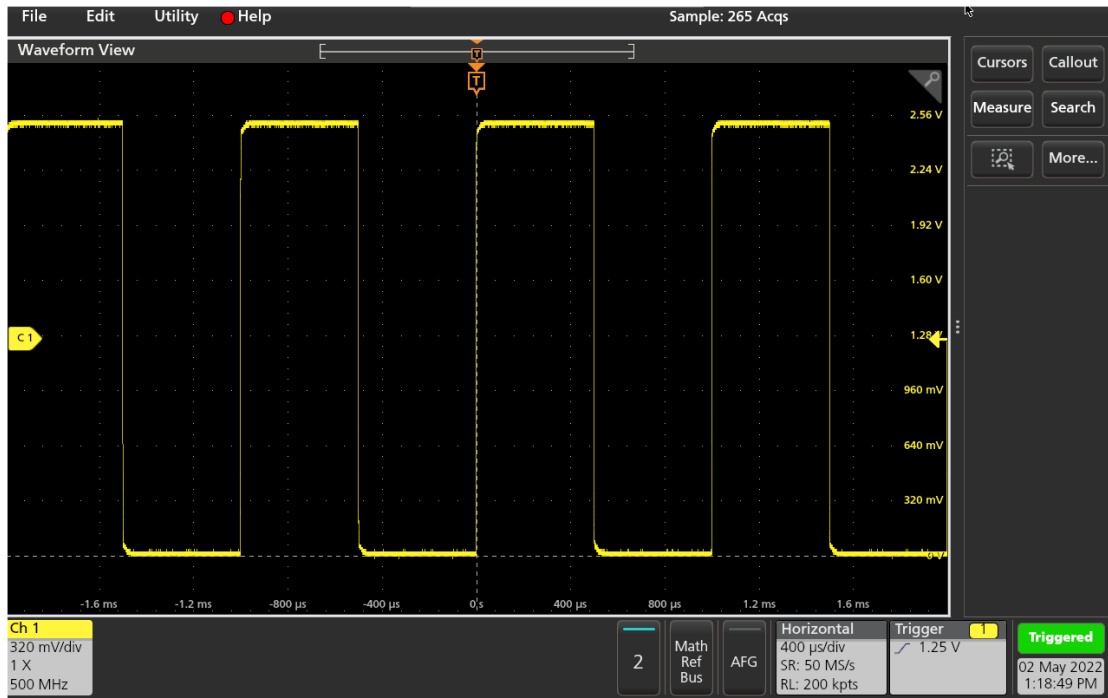 File Edit Utility Help Sample: 265 Acqs
Waveform View
T
T
Cursors Callout
Measure Search
More...
2.56 V
2.24 V
1.92 V
1.60 V
C 1
1.28 V
960 mV
640 mV
320 mV
0 V
-1.6 ms -1.2 ms -800 µs -400 µs 0 s 400 µs 800 µs 1.2 ms 1.6 ms
Ch 1
320 mV/div
1 X
500 MHz
2
Math
Ref
Bus
AFG
Horizontal
400 µs/div
SR: 50 MS/s
RL: 200 kpts
Trigger 1
1.25 V
Triggered
02 May 2022
1:18:49 PM